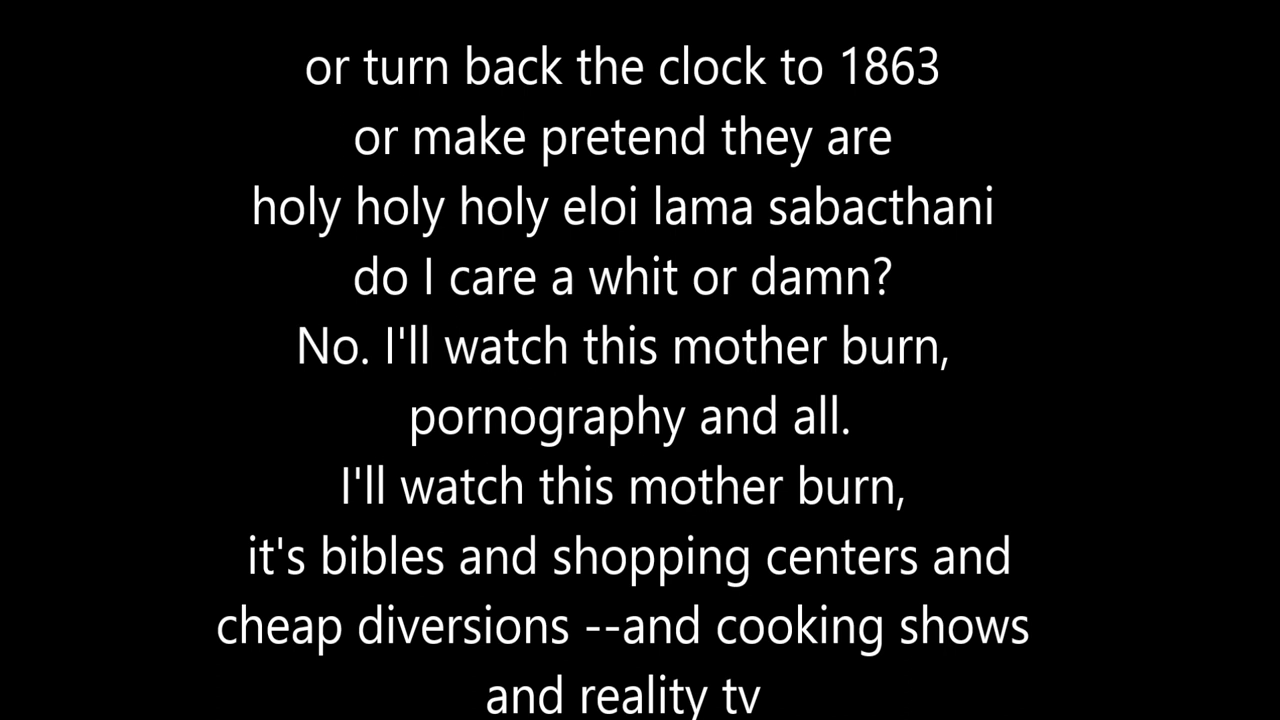 or turn back the clock to 1863
or make pretend they are
holy holy holy eloi lama sabacthani
do I care a whit or damn?
No. I'll watch this mother burn,
pornography and all.
I'll watch this mother burn,
it's bibles and shopping centers and
cheap diversions --and cooking shows
and reality tv